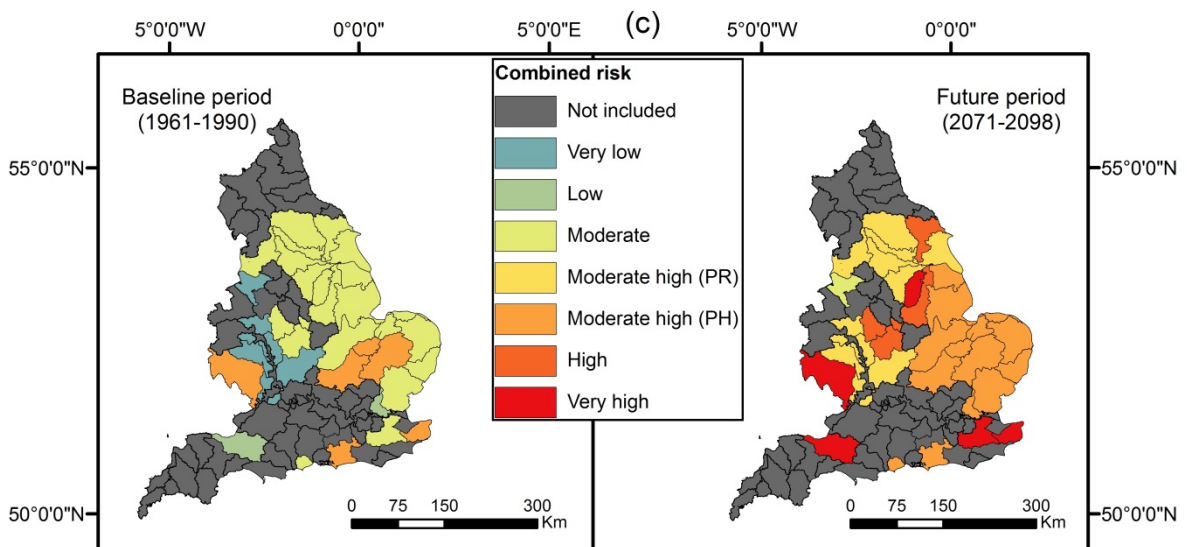 5°0'0"W 0°0'0" 5°0'0"E (c) 5°0'0"W 0°0'0"
Baseline period
(1961-1990)
Combined risk
Not included
Very low
Low
Moderate
Moderate high (PR)
Moderate high (PH)
High
Very high
Future period
(2071-2098)
55°0'0"N 55°0'0"N
50°0'0"N 50°0'0"N
0 75 150 300
Km
0 75 150 300
Km